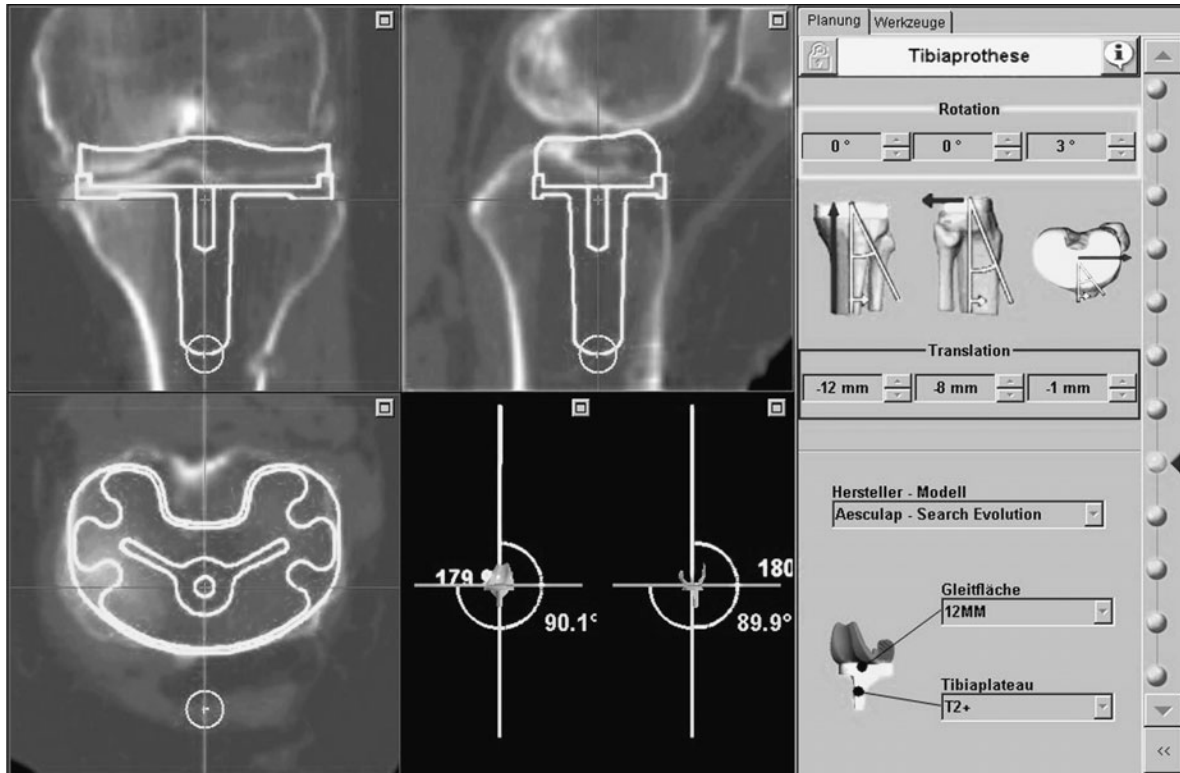 Planung Werkzeuge
Tibiaprothese
Rotation
0 ° 0 ° 3 °
Translation
-12 mm -8 mm -1 mm
Hersteller - Modell
Aesculap - Search Evolution
Gleitfläche
12MM
Tibiaplateau
T2+
<<
179 180
90.1° 89.9°